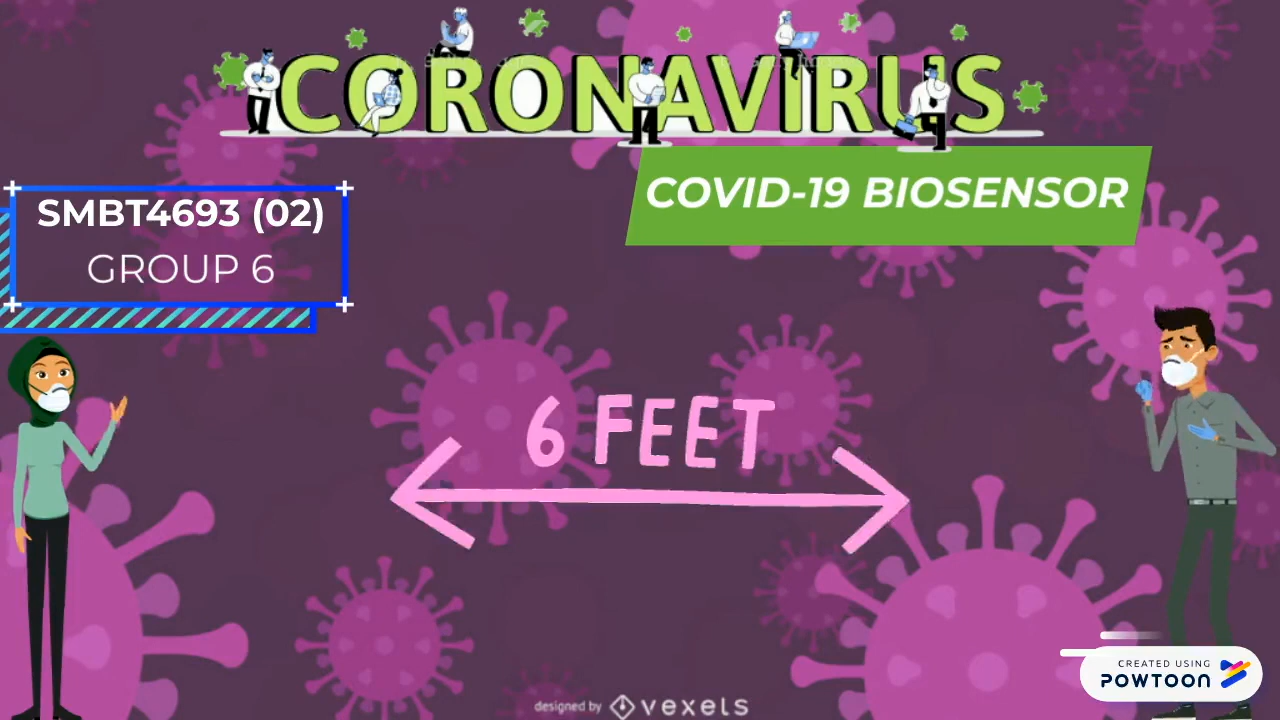 CORONAVIRUS
COVID-19 BIOSENSOR
SMBT4693 (02)
GROUP 6
6 FEET
CREATED USING
POWTOON
designed by vexels